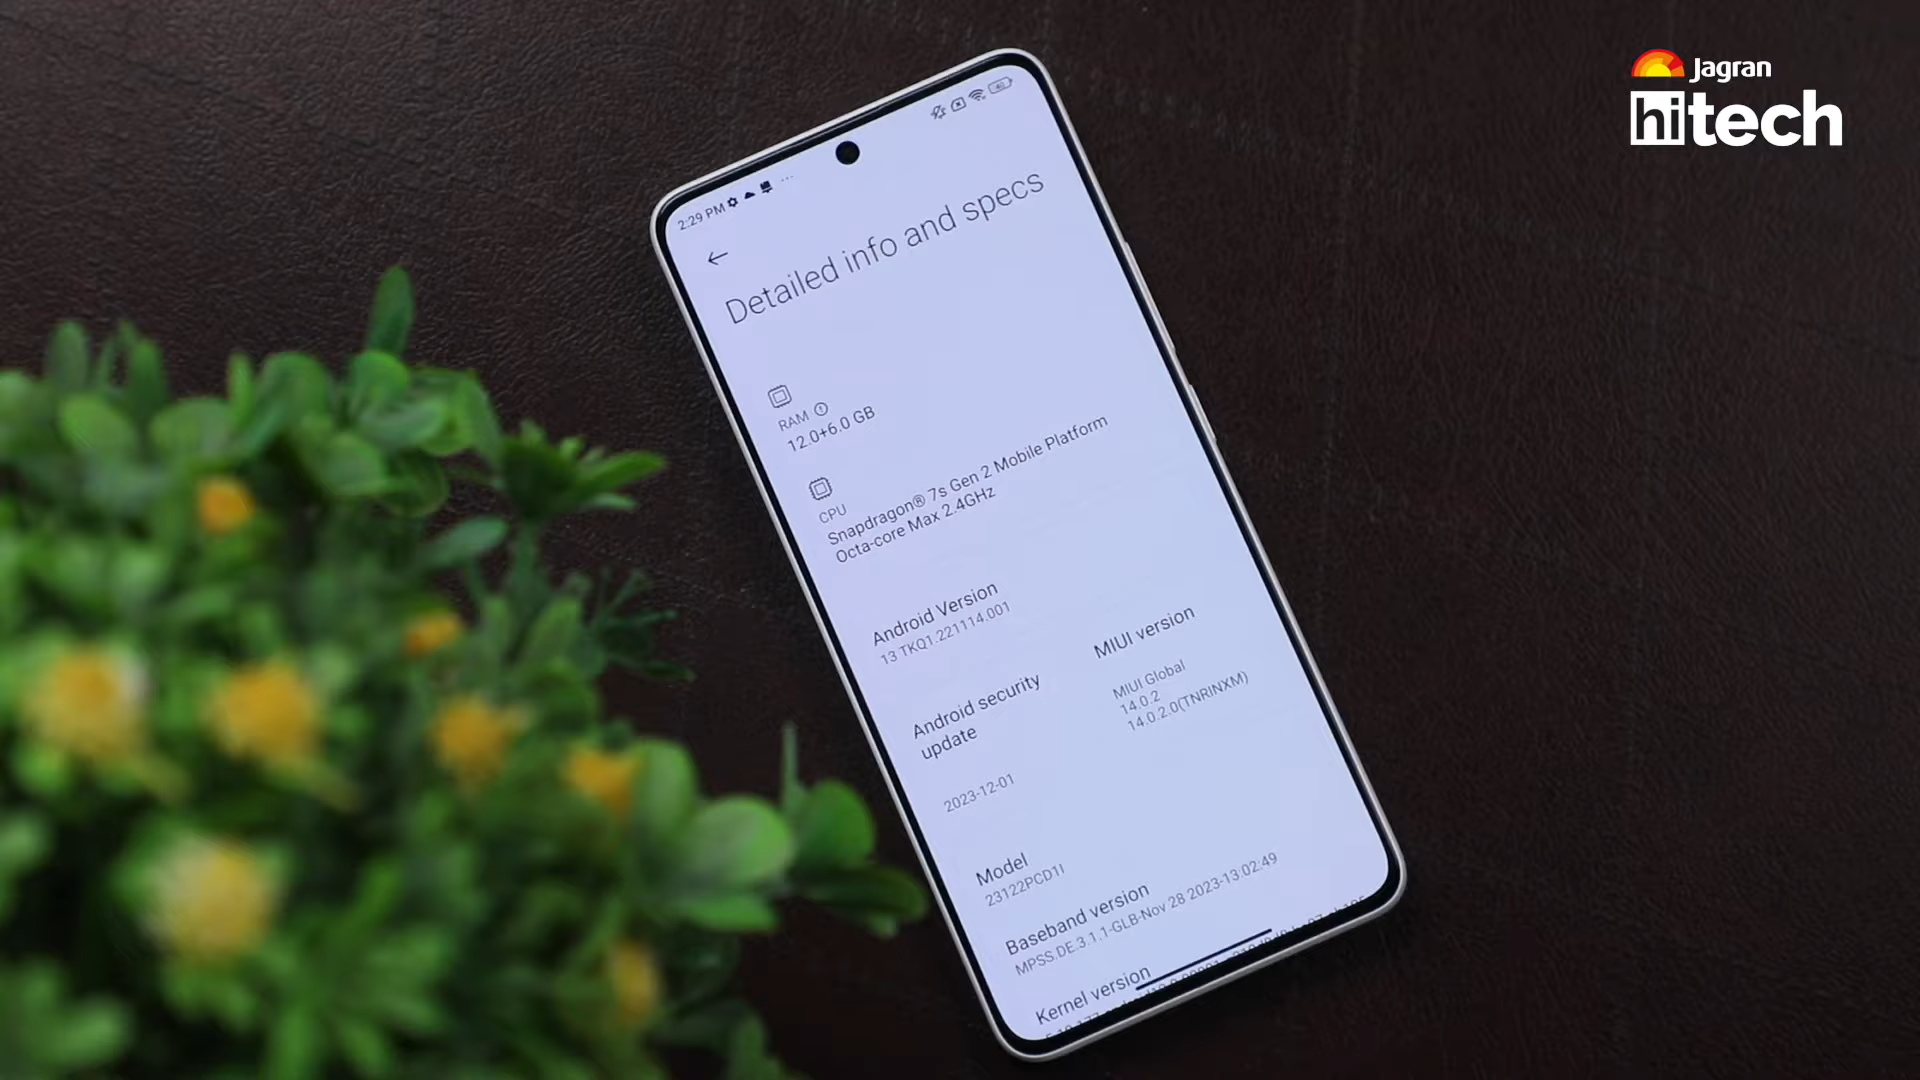 Jagran
hitech
2:29 PM
Detailed info and specs
RAM
12.0+6.0 GB
CPU
Snapdragon® 7s Gen 2 Mobile Platform
Octa-core Max 2.4GHz
Android Version
13 TKQ1.221114.001
Android security
update
2023-12-01
MIUI version
MIUI Global
14.0.2
14.0.2.0(TNRINXM)
Model
23122PCD1I
Baseband version
MPSS.DE.3.1.1-GLB-Nov 28 2023-13:02:49
Kernel version